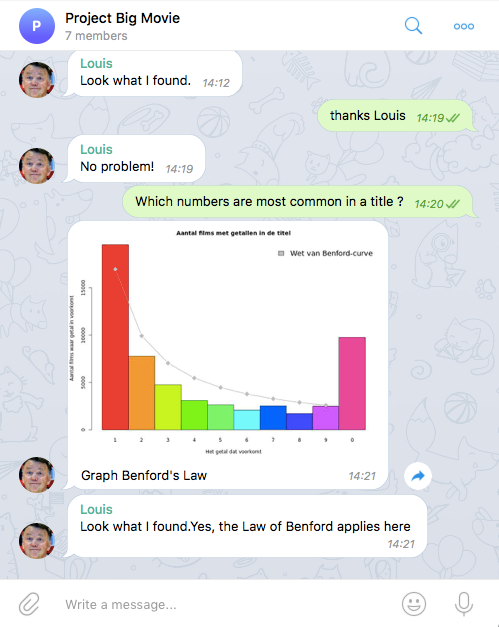 P
Project Big Movie
7 members
Louis
Look what I found. 14:12
thanks Louis 14:19
Louis
No problem! 14:19
Which numbers are most common in a title ? 14:20
Aantal films met getallen in de titel
Wet van Benford-curve
Aantal films waar getal in voorkomt
15000
10000
5000
0
1 2 3 4 5 6 7 8 9 0
Het getal dat voorkomt
Graph Benford's Law 14:21
Louis
Look what I found.Yes, the Law of Benford applies here
14:21
Write a message...